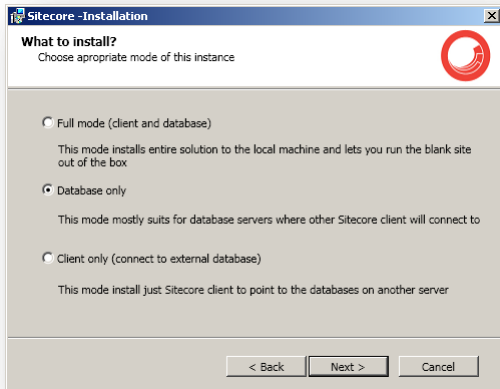 Sitecore -Installation
What to install?
Choose apropriate mode of this instance
Full mode (client and database)
This mode installs entire solution to the local machine and lets you run the blank site
out of the box
Database only
This mode mostly suits for database servers where other Sitecore client will connect to
Client only (connect to external database)
This mode install just Sitecore client to point to the databases on another server
< Back
Next >
Cancel